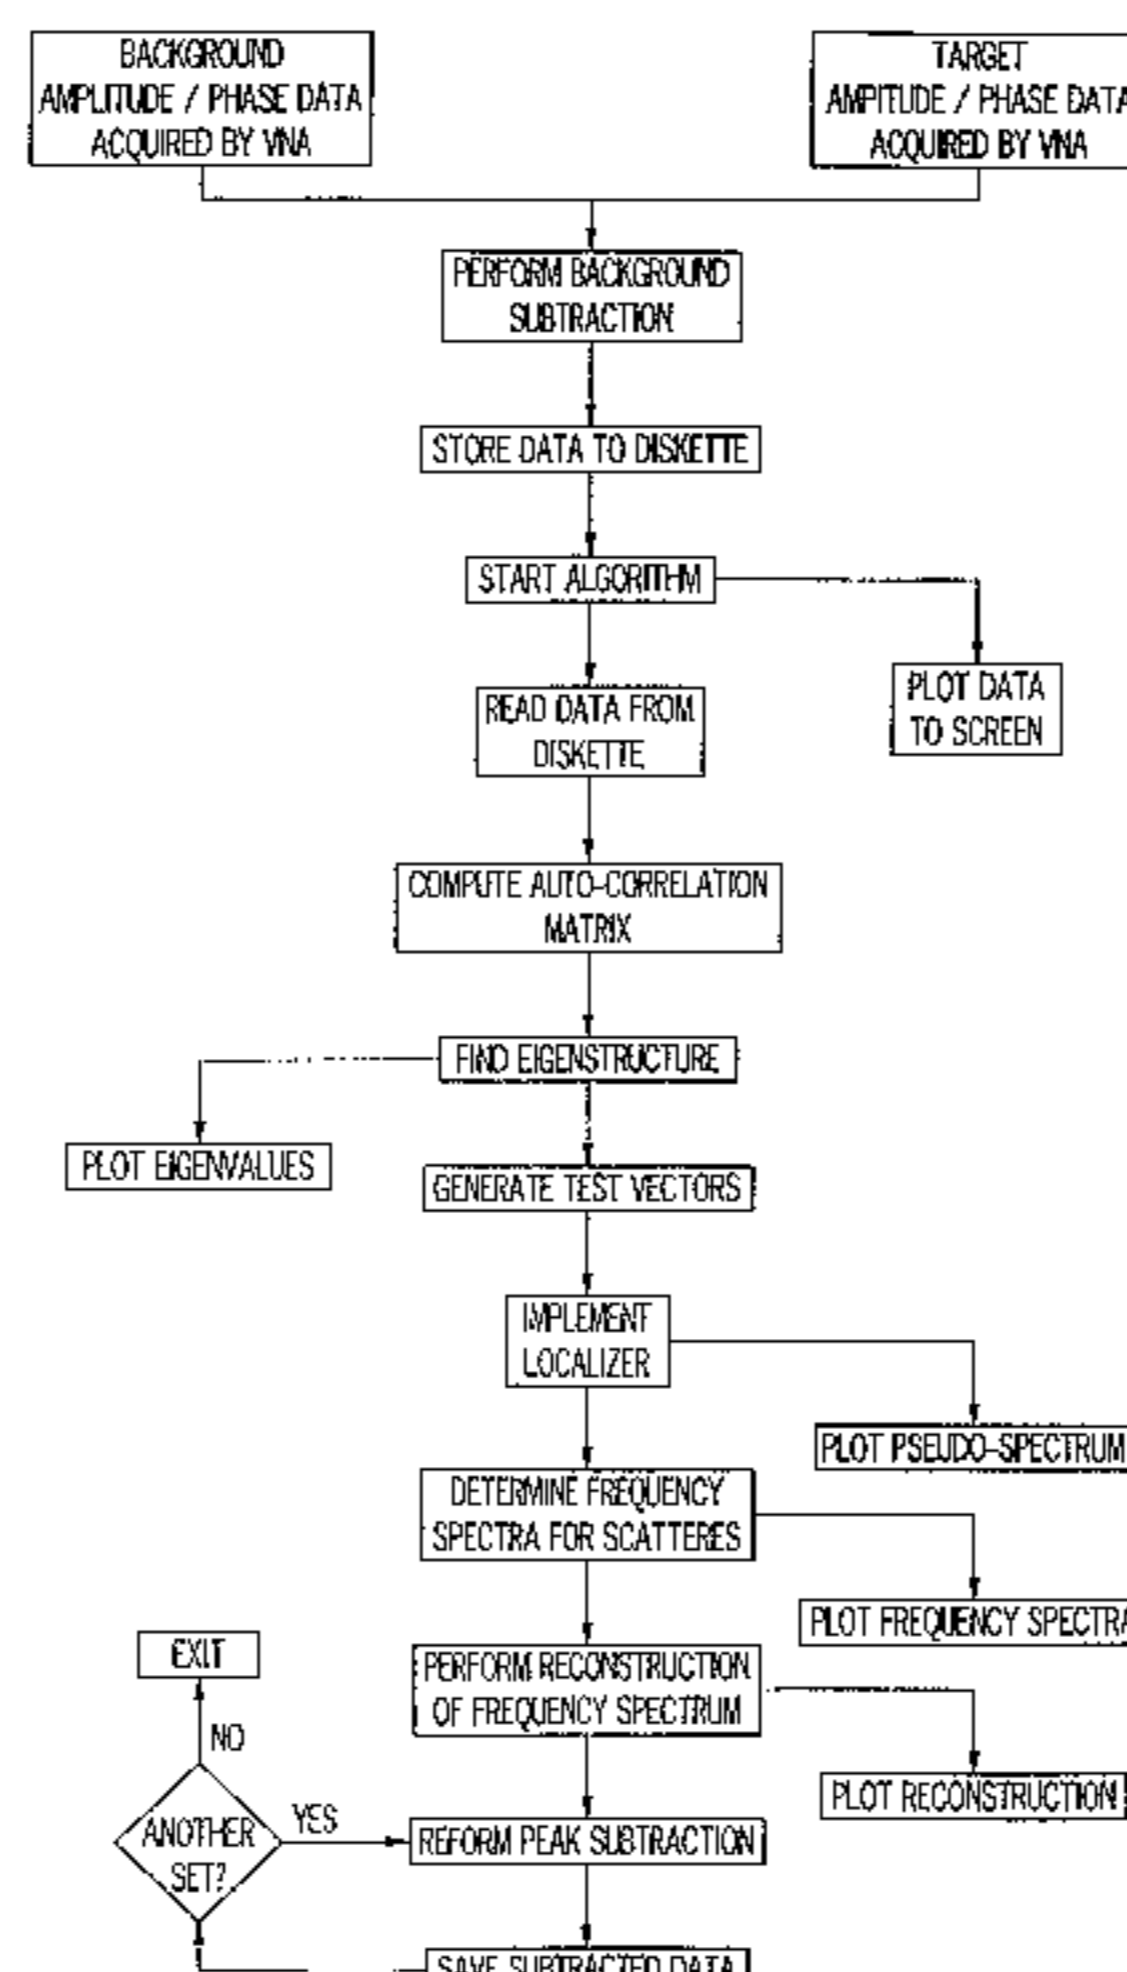 BACKGROUND
AMPLITUDE / PHASE DATA
ACQUIRED BY VNA
TARGET
AMPITUDE / PHASE DATA
ACQUIRED BY VNA
PERFORM BACKGROUND
SUBTRACTION
STORE DATA TO DISKETTE
START ALGORITHM
PLOT DATA
TO SCREEN
READ DATA FROM
DISKETTE
COMPUTE AUTO-CORRELATION
MATRIX
FIND EIGENSTRUCTURE
PLOT EIGENVALUES
GENERATE TEST VECTORS
IMPLEMENT
LOCALIZER
PLOT PSEUDO-SPECTRUM
DETERMINE FREQUENCY
SPECTRA FOR SCATTERES
PLOT FREQUENCY SPECTRA
EXIT
PERFORM RECONSTRUCTION
OF FREQUENCY SPECTRUM
NO
PLOT RECONSTRUCTION
ANOTHER
SET?
YES
REFORM PEAK SUBTRACTION
SAVE SUBTRACTED DATA